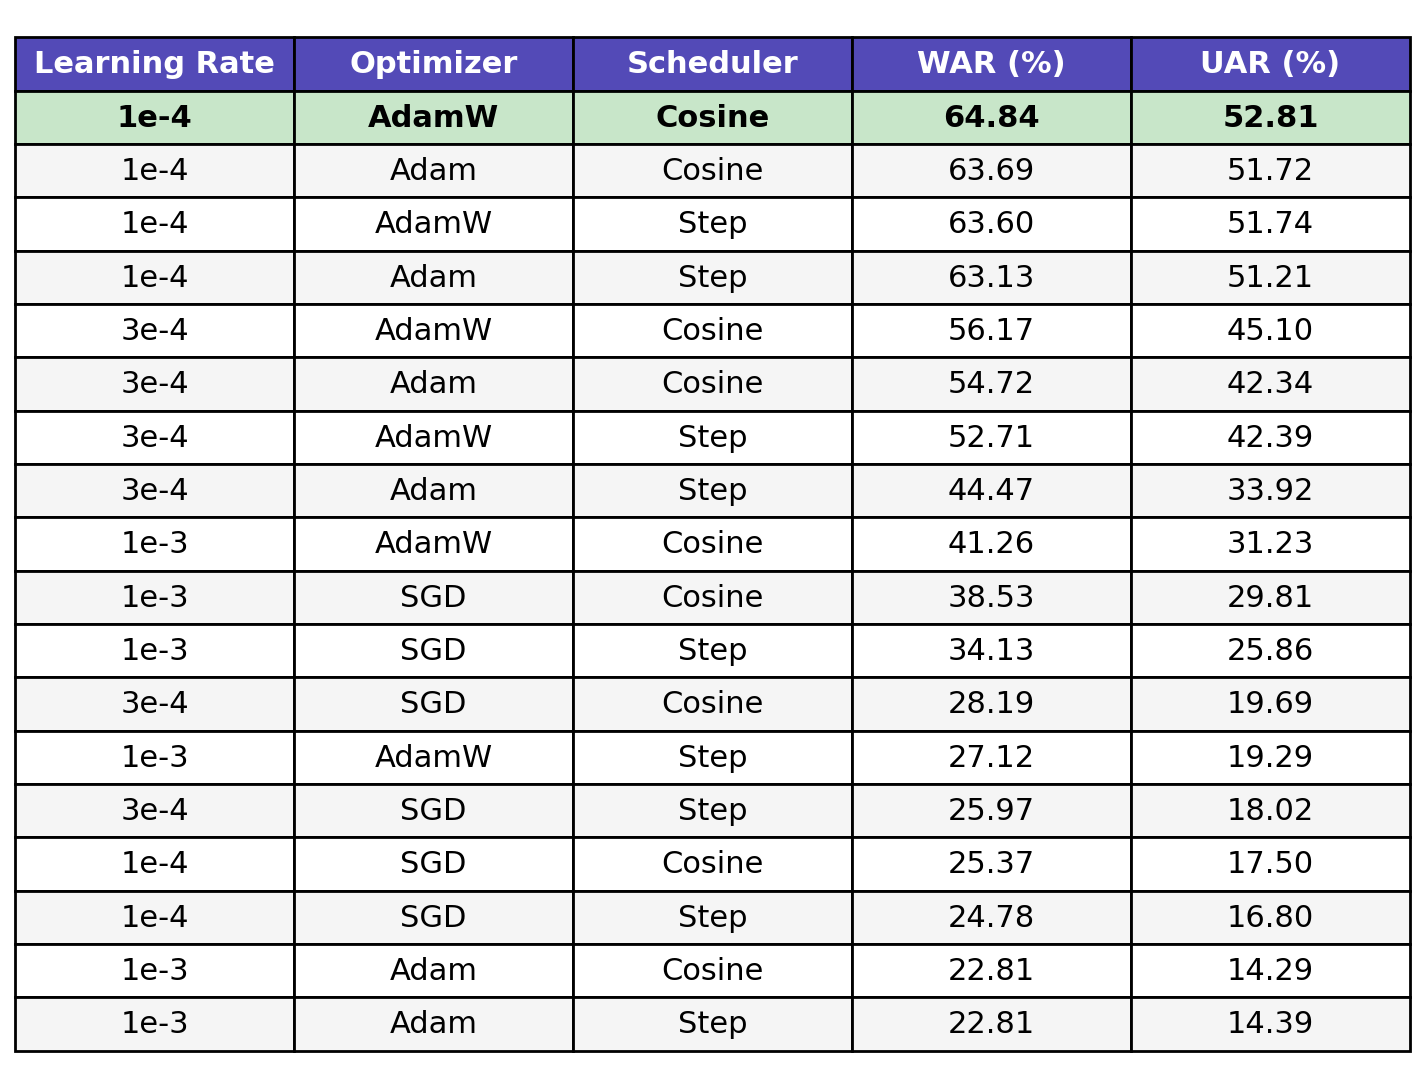 Learning Rate Optimizer Scheduler WAR (%) UAR (%)
1e-4 AdamW Cosine 64.84 52.81
1e-4 Adam Cosine 63.69 51.72
1e-4 AdamW Step 63.60 51.74
1e-4 Adam Step 63.13 51.21
3e-4 AdamW Cosine 56.17 45.10
3e-4 Adam Cosine 54.72 42.34
3e-4 AdamW Step 52.71 42.39
3e-4 Adam Step 44.47 33.92
1e-3 AdamW Cosine 41.26 31.23
1e-3 SGD Cosine 38.53 29.81
1e-3 SGD Step 34.13 25.86
3e-4 SGD Cosine 28.19 19.69
1e-3 AdamW Step 27.12 19.29
3e-4 SGD Step 25.97 18.02
1e-4 SGD Cosine 25.37 17.50
1e-4 SGD Step 24.78 16.80
1e-3 Adam Cosine 22.81 14.29
1e-3 Adam Step 22.81 14.39